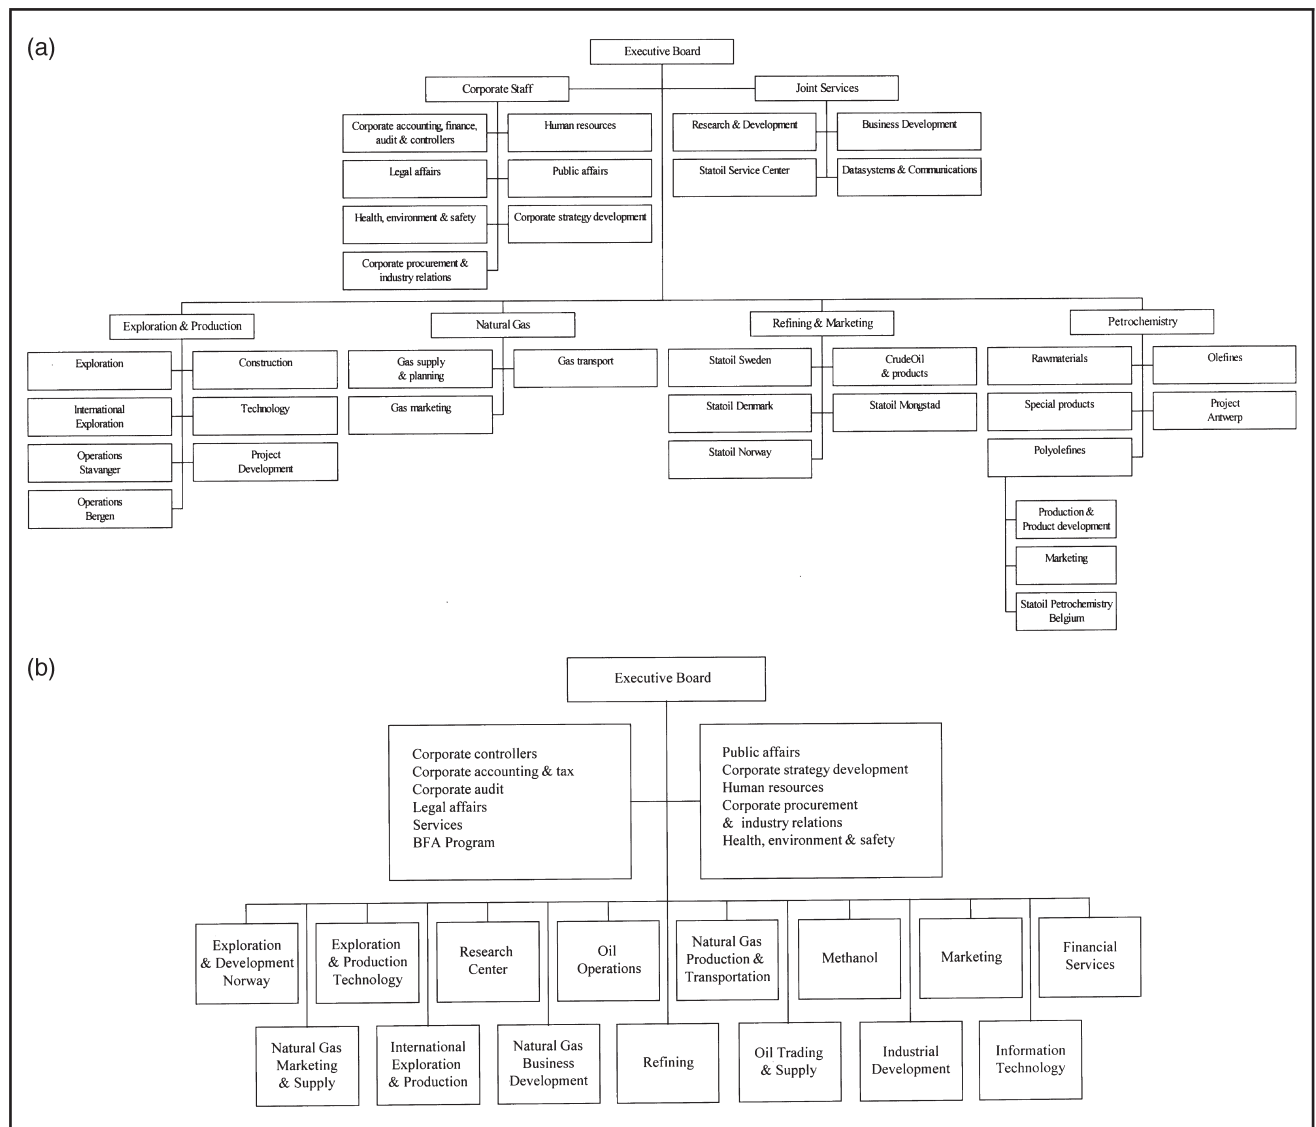 (a)
Executive Board
Corporate Staff
Joint Services
Corporate accounting, finance,
audit & controllers
Human resources
Research & Development
Business Development
Legal affairs
Public affairs
Statoil Service Center
Datasystems & Communications
Health, environment & safety
Corporate strategy development
Corporate procurement &
industry relations
Exploration & Production
Natural Gas
Refining & Marketing
Petrochemistry
Exploration
Construction
International
Exploration
Technology
Operations
Stavanger
Project
Development
Operations
Bergen
Gas supply
& planning
Gas transport
Gas marketing
Statoil Sweden
CrudeOil
& products
Statoil Denmark
Statoil Mongstad
Statoil Norway
Rawmaterials
Olefines
Special products
Project
Antwerp
Polyolefines
Production &
Product development
Marketing
Statoil Petrochemistry
Belgium
(b)
Executive Board
Corporate controllers
Corporate accounting & tax
Corporate audit
Legal affairs
Services
BFA Program
Public affairs
Corporate strategy development
Human resources
Corporate procurement
& industry relations
Health, environment & safety
Exploration
& Development
Norway
Exploration
& Production
Technology
Research
Center
Oil
Operations
Natural Gas
Production &
Transportation
Methanol
Marketing
Financial
Services
Natural Gas
Marketing
& Supply
International
Exploration
& Production
Natural Gas
Business
Development
Refining
Oil Trading
& Supply
Industrial
Development
Information
Technology